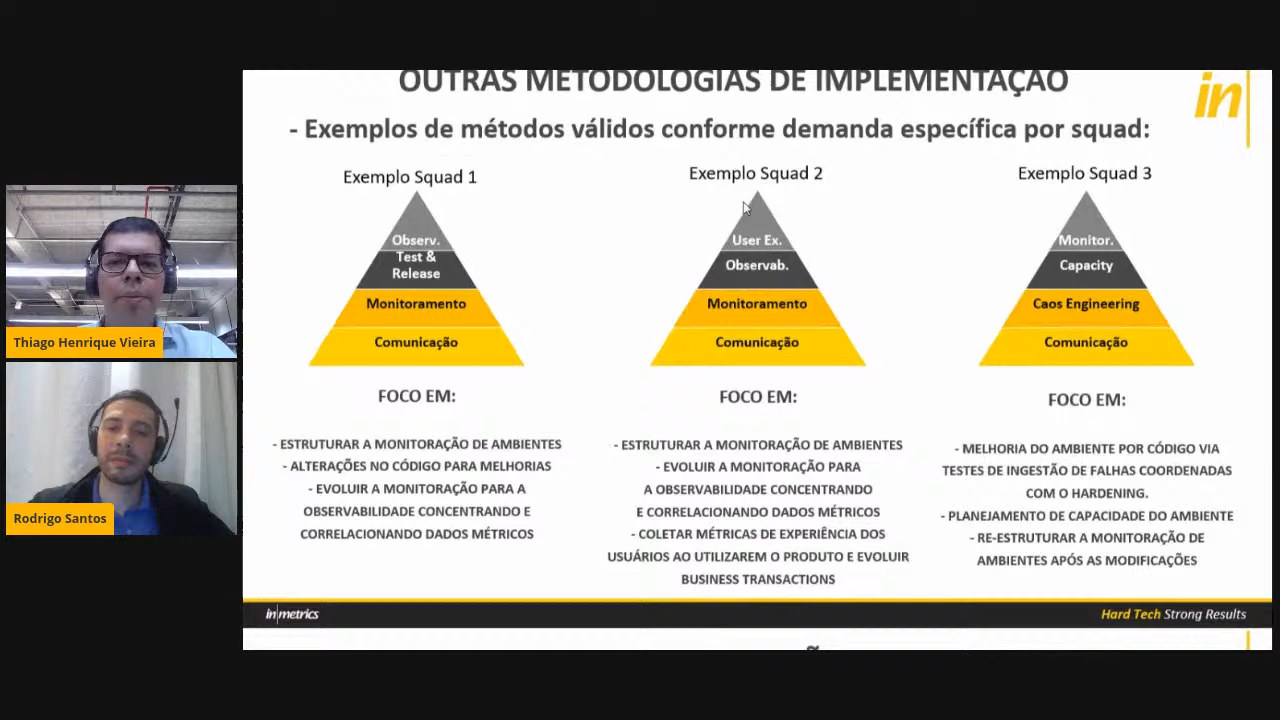 OUTRAS METODOLOGIAS DE IMPLEMENTAÇÃO
in
- Exemplos de métodos válidos conforme demanda específica por squad:
Exemplo Squad 1
Observ.
Test &
Release
Monitoramento
Comunicação
FOCO EM:
- ESTRUTURAR A MONITORAÇÃO DE AMBIENTES
- ALTERAÇÕES NO CÓDIGO PARA MELHORIAS
- EVOLUIR A MONITORAÇÃO PARA A
OBSERVABILIDADE CONCENTRANDO E
CORRELACIONANDO DADOS MÉTRICOS
Exemplo Squad 2
User Ex.
Observab.
Monitoramento
Comunicação
FOCO EM:
- ESTRUTURAR A MONITORAÇÃO DE AMBIENTES
- EVOLUIR A MONITORAÇÃO PARA
A OBSERVABILIDADE CONCENTRANDO
E CORRELACIONANDO DADOS MÉTRICOS
- COLETAR MÉTRICAS DE EXPERIÊNCIA DOS
USUÁRIOS AO UTILIZAREM O PRODUTO E EVOLUIR
BUSINESS TRANSACTIONS
Exemplo Squad 3
Monitor.
Capacity
Caos Engineering
Comunicação
FOCO EM:
- MELHORIA DO AMBIENTE POR CÓDIGO VIA
TESTES DE INGESTÃO DE FALHAS COORDENADAS
COM O HARDENING.
- PLANEJAMENTO DE CAPACIDADE DO AMBIENTE
- RE-ESTRUTURAR A MONITORAÇÃO DE
AMBIENTES APÓS AS MODIFICAÇÕES
Thiago Henrique Vieira
Rodrigo Santos
in|metrics
Hard Tech Strong Results